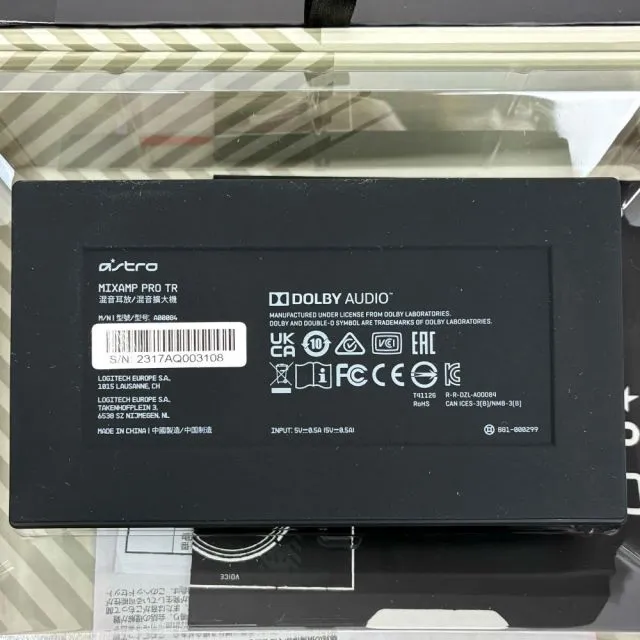 astro
MIXAMP PRO TR
混音耳放/混音擴大機
M/N | 型號/型号: A00084
S/N 2317AQ003108
LOGITECH EUROPE S.A.
1015 LAUSANNE, CH
LOGITECH EUROPE S.A.
TAKENHOFPLEIN 3,
6538 SZ NIJMEGEN, NL
MADE IN CHINA | 中國製造/中国制造
DOLBY AUDIO™
MANUFACTURED UNDER LICENSE FROM DOLBY LABORATORIES.
DOLBY AND DOUBLE-D SYMBOL ARE TRADEMARKS OF DOLBY LABORATORIES.
UK CA 10 VCI EAC
FC CE
T41126 R-R-DZL-A00084
RoHS CAN ICES-3(B)/NMB-3(B)
INPUT: 5V⎓0.5A (5V⎓0.5A)
881-000299
VOICE